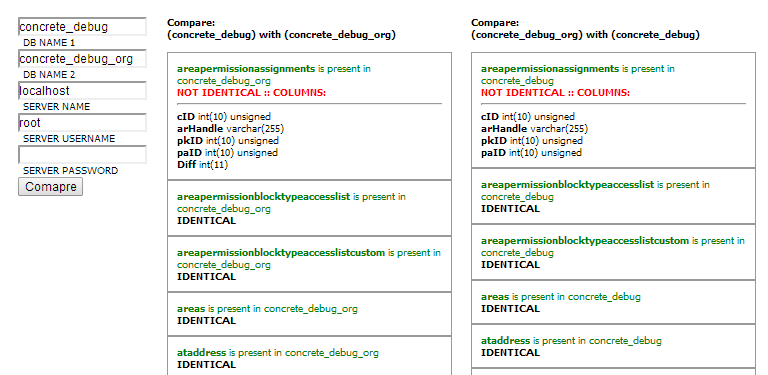 concrete_debug
DB NAME 1
concrete_debug_org
DB NAME 2
localhost
SERVER NAME
root
SERVER USERNAME
SERVER PASSWORD
Comapre
Compare:
(concrete_debug) with (concrete_debug_org)
areapermissionassignments is present in
concrete_debug_org
NOT IDENTICAL :: COLUMNS:
cID int(10) unsigned
arHandle varchar(255)
pkID int(10) unsigned
paID int(10) unsigned
Diff int(11)
areapermissionblocktypeaccesslist is present in
concrete_debug_org
IDENTICAL
areapermissionblocktypeaccesslistcustom is present in
concrete_debug_org
IDENTICAL
areas is present in concrete_debug_org
IDENTICAL
ataddress is present in concrete_debug_org
IDENTICAL
Compare:
(concrete_debug_org) with (concrete_debug)
areapermissionassignments is present in
concrete_debug
NOT IDENTICAL :: COLUMNS:
cID int(10) unsigned
arHandle varchar(255)
pkID int(10) unsigned
paID int(10) unsigned
areapermissionblocktypeaccesslist is present in
concrete_debug
IDENTICAL
areapermissionblocktypeaccesslistcustom is present in
concrete_debug
IDENTICAL
areas is present in concrete_debug
IDENTICAL
ataddress is present in concrete_debug
IDENTICAL